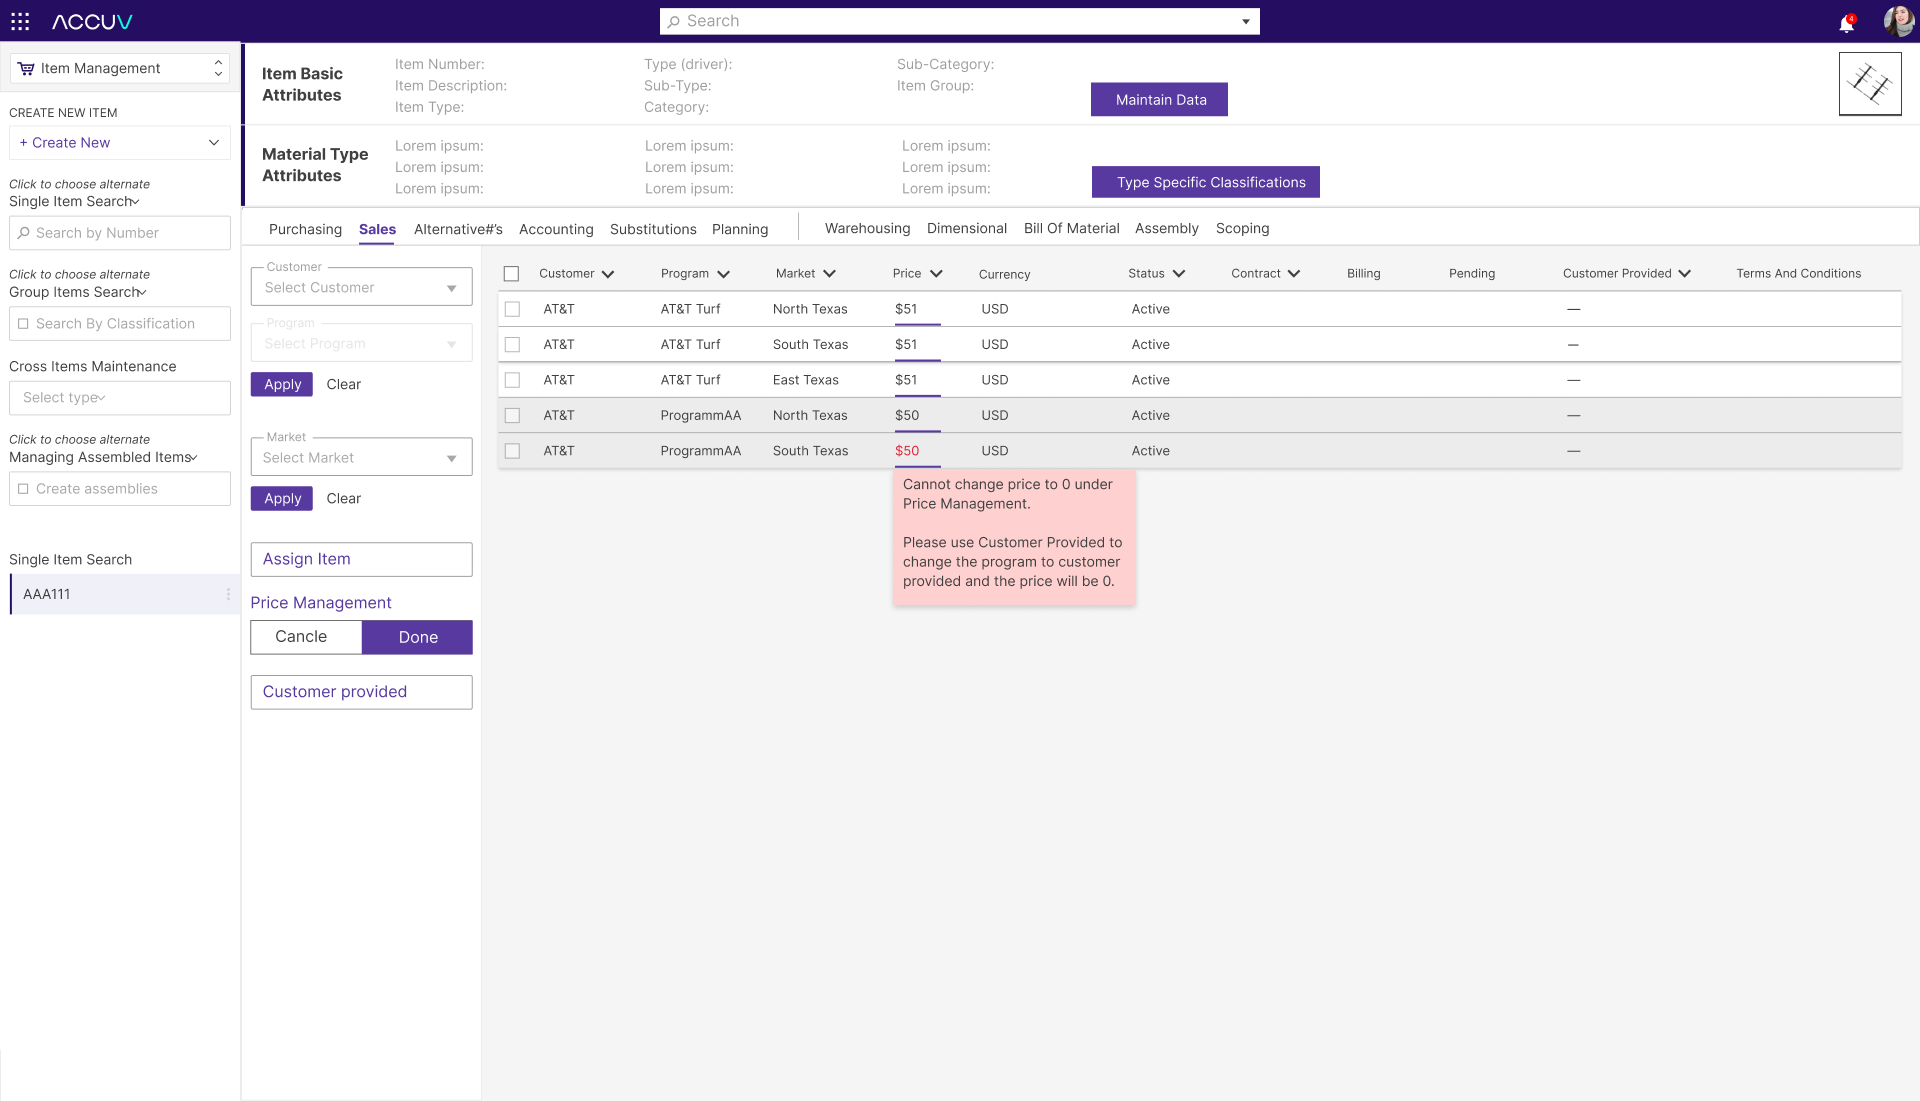 ACCUV
Search
4
Item Management
CREATE NEW ITEM
+ Create New
Click to choose alternate
Single Item Search
Search by Number
Click to choose alternate
Group Items Search
Search By Classification
Cross Items Maintenance
Select type
Click to choose alternate
Managing Assembled Items
Create assemblies
Single Item Search
AAA111
Item Basic
Attributes
Item Number:
Item Description:
Item Type:
Type (driver):
Sub-Type:
Category:
Sub-Category:
Item Group:
Maintain Data
Material Type
Attributes
Lorem ipsum:
Lorem ipsum:
Lorem ipsum:
Lorem ipsum:
Lorem ipsum:
Lorem ipsum:
Lorem ipsum:
Lorem ipsum:
Lorem ipsum:
Type Specific Classifications
Purchasing Sales Alternative#'s Accounting Substitutions Planning Warehousing Dimensional Bill Of Material Assembly Scoping
Customer
Select Customer
Program
Select Program
Apply Clear
Market
Select Market
Apply Clear
Assign Item
Price Management
Cancle Done
Customer provided
Customer Program Market Price Currency Status Contract Billing Pending Customer Provided Terms And Conditions
AT&T AT&T Turf North Texas $51 USD Active —
AT&T AT&T Turf South Texas $51 USD Active —
AT&T AT&T Turf East Texas $51 USD Active —
AT&T ProgrammAA North Texas $50 USD Active —
AT&T ProgrammAA South Texas $50 USD Active —
Cannot change price to 0 under
Price Management.
Please use Customer Provided to
change the program to customer
provided and the price will be 0.